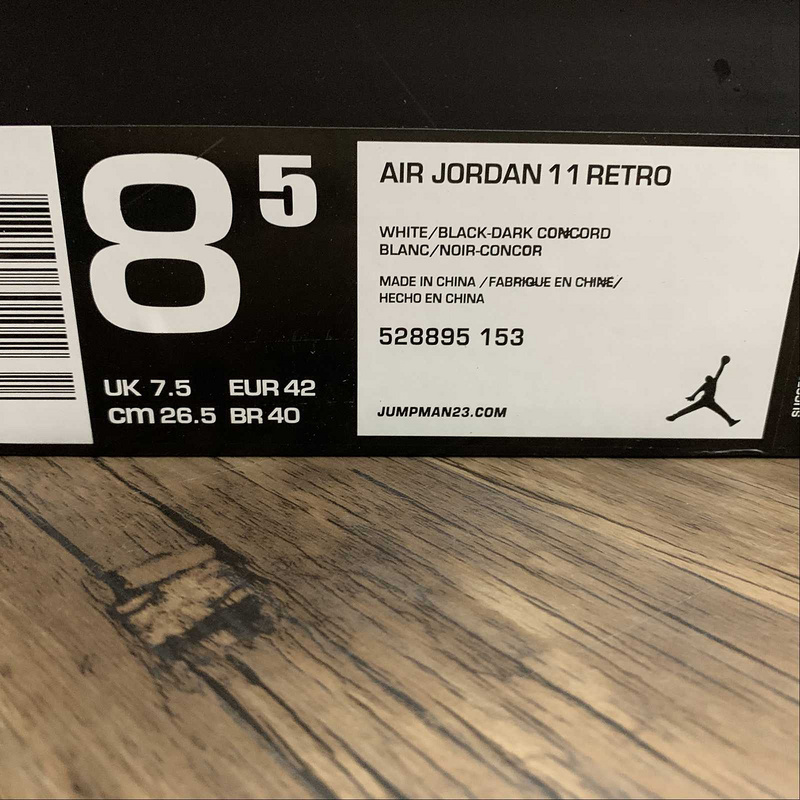 8 5
UK 7.5 EUR 42
cm 26.5 BR 40
AIR JORDAN 11 RETRO
WHITE/BLACK-DARK CONCORD
BLANC/NOIR-CONCOR
MADE IN CHINA /FABRIQUE EN CHINE/
HECHO EN CHINA
528895 153
JUMPMAN23.COM